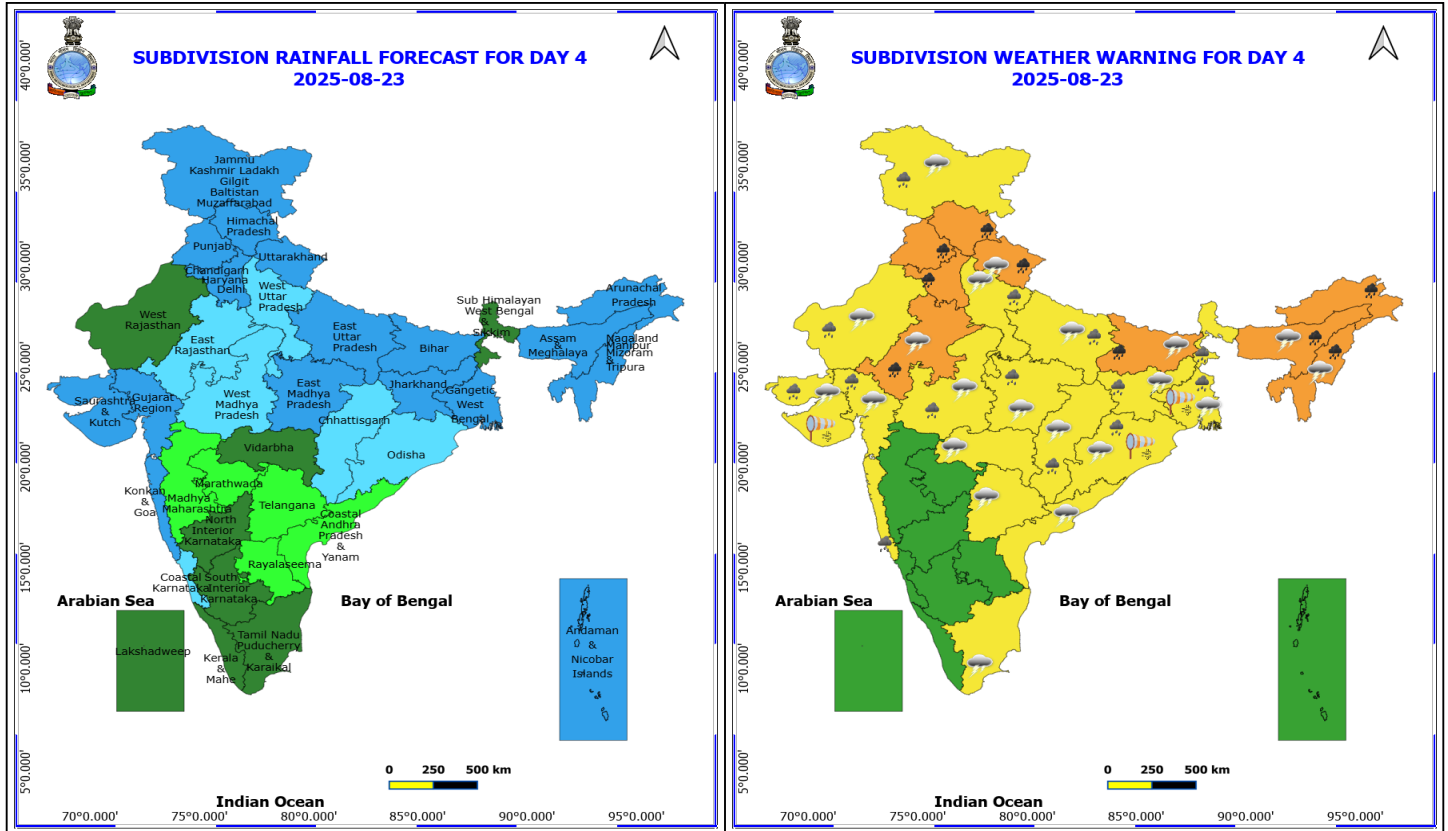 SUBDIVISION RAINFALL FORECAST FOR DAY 4
2025-08-23
40°0.000'
35°0.000'
30°0.000'
25°0.000'
20°0.000'
15°0.000'
10°0.000'
5°0.000'
Jammu
Kashmir Ladakh
Gilgit
Baltistan
Muzaffarabad
Himachal
Pradesh
Punjab
Uttarakhand
Chandigarh
Haryana
Delhi
West
Uttar
Pradesh
West
Rajasthan
East
Rajasthan
East
Uttar
Pradesh
Bihar
Sub Himalayan
West Bengal
&
Sikkim
Arunachal
Pradesh
Assam
&
Meghalaya
Nagaland
Manipur
Mizoram
&
Tripura
Saurashtra
&
Kutch
Gujarat
Region
West
Madhya
Pradesh
East
Madhya
Pradesh
Jharkhand
Gangetic
West
Bengal
Chhattisgarh
Odisha
Vidarbha
Konkan
&
Goa
Madhya
Maharashtra
Marathwada
Telangana
North
Interior
Karnataka
Coastal
Andhra
Pradesh
&
Yanam
Rayalaseema
Coastal
Karnataka
South
Interior
Karnataka
Tamil Nadu
Puducherry
&
Karaikal
Kerala
&
Mahe
Lakshadweep
Andaman
&
Nicobar
Islands
Arabian Sea
Bay of Bengal
0 250 500 km
Indian Ocean
70°0.000' 75°0.000' 80°0.000' 85°0.000' 90°0.000' 95°0.000'
SUBDIVISION WEATHER WARNING FOR DAY 4
2025-08-23
40°0.000'
35°0.000'
30°0.000'
25°0.000'
20°0.000'
15°0.000'
10°0.000'
5°0.000'
Arabian Sea
Bay of Bengal
0 250 500 km
Indian Ocean
70°0.000' 75°0.000' 80°0.000' 85°0.000' 90°0.000' 95°0.000'